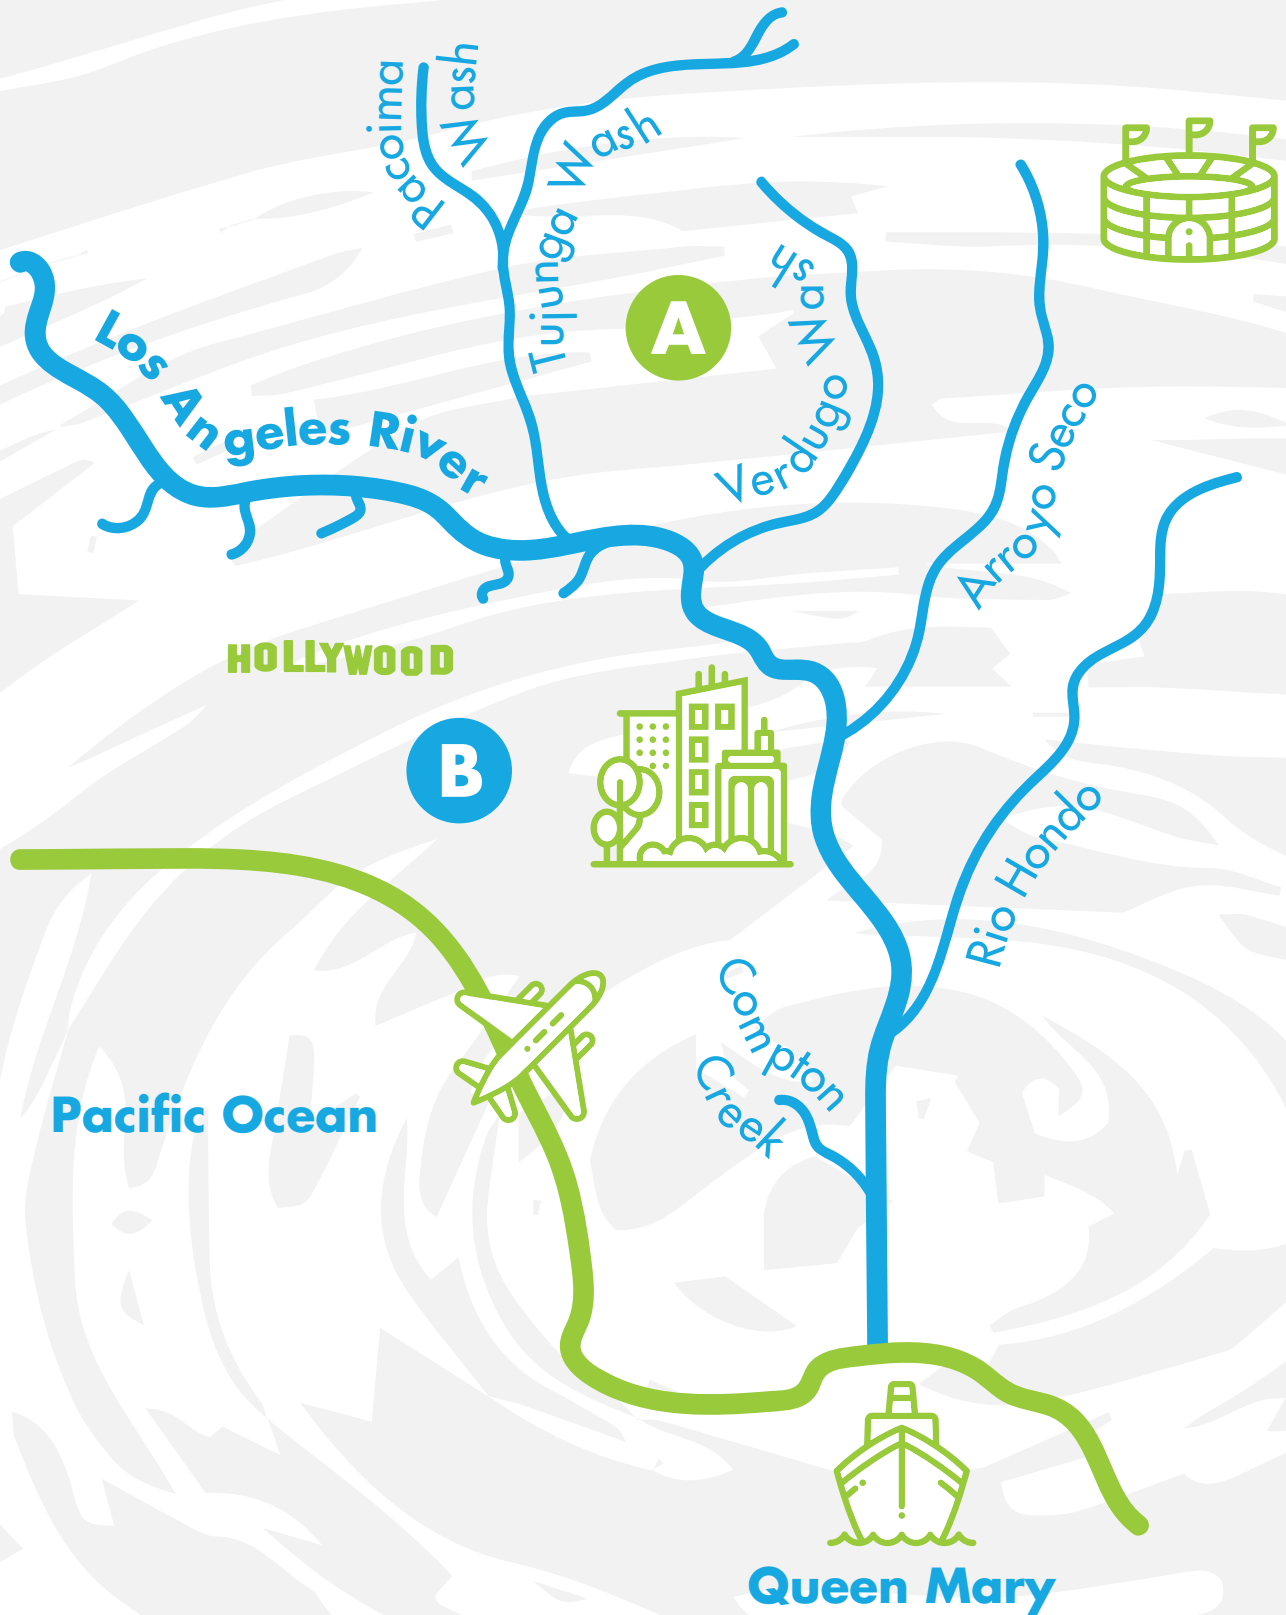 Pacoima
Wash
Tujunga Wash
Los Angeles River
A
Verdugo Wash
Arroyo Seco
HOLLYWOOD
B
Rio Hondo
Compton
Creek
Pacific Ocean
Queen Mary